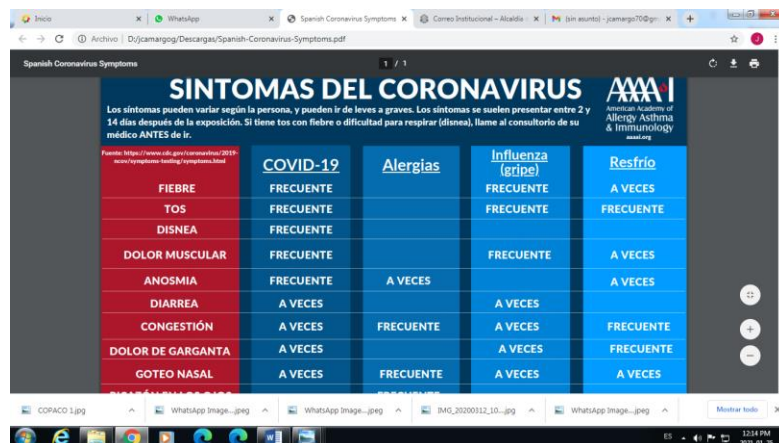 Inicio
WhatsApp
Spanish Coronavirus Symptoms
Correo Institucional – Alcaldía
(sin asunto) - jcamargo70@gm
Archivo | D:/jcamargog/Descargas/Spanish-Coronavirus-Symptoms.pdf
Spanish Coronavirus Symptoms
1 / 1
SINTOMAS DEL CORONAVIRUS
Los síntomas pueden variar según la persona, y pueden ir de leves a graves. Los síntomas se suelen presentar entre 2 y
14 días después de la exposición. Si tiene tos con fiebre o dificultad para respirar (disnea), llame al consultorio de su
médico ANTES de ir.
AAAAI
American Academy of
Allergy Asthma
& Immunology
aaaai.org
Fuente: https://www.cdc.gov/coronavirus/2019-
ncov/symptoms-testing/symptoms.html
COVID-19 Alergias Influenza
(gripe) Resfrío
FIEBRE FRECUENTE FRECUENTE A VECES
TOS FRECUENTE FRECUENTE FRECUENTE
DISNEA FRECUENTE
DOLOR MUSCULAR FRECUENTE FRECUENTE A VECES
ANOSMIA FRECUENTE A VECES A VECES
DIARREA A VECES A VECES
CONGESTIÓN A VECES FRECUENTE A VECES FRECUENTE
DOLOR DE GARGANTA A VECES A VECES FRECUENTE
GOTEO NASAL A VECES FRECUENTE A VECES A VECES
COPACO 1.jpg
WhatsApp Image....jpeg
WhatsApp Image....jpeg
IMG_20200312_10....jpg
WhatsApp Image....jpeg
Mostrar todo
ES
12:14 PM